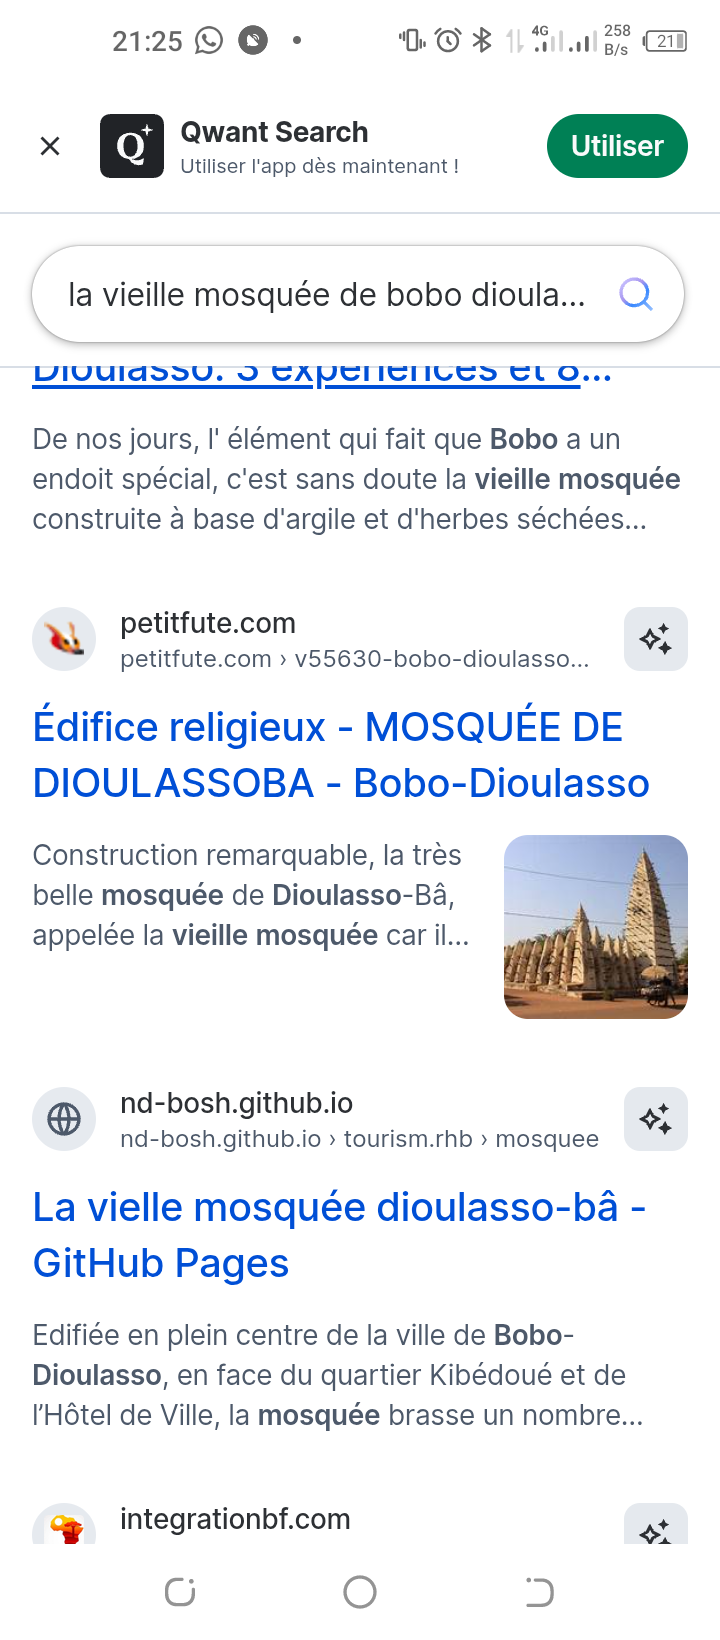 21:25
4G
258
B/s
21
Qwant Search
Utiliser l'app dès maintenant !
Utiliser
la vieille mosquée de bobo dioula...
Dioulasso: 3 expériences et 8...
De nos jours, l' élément qui fait que Bobo a un
endoit spécial, c'est sans doute la vieille mosquée
construite à base d'argile et d'herbes séchées...
petitfute.com
petitfute.com › v55630-bobo-dioulasso...
Édifice religieux - MOSQUÉE DE
DIOULASSOBA - Bobo-Dioulasso
Construction remarquable, la très
belle mosquée de Dioulasso-Bâ,
appelée la vieille mosquée car il...
nd-bosh.github.io
nd-bosh.github.io › tourism.rhb › mosquee
La vielle mosquée dioulasso-bâ -
GitHub Pages
Edifiée en plein centre de la ville de Bobo-
Dioulasso, en face du quartier Kibédoué et de
l’Hôtel de Ville, la mosquée brasse un nombre...
integrationbf.com